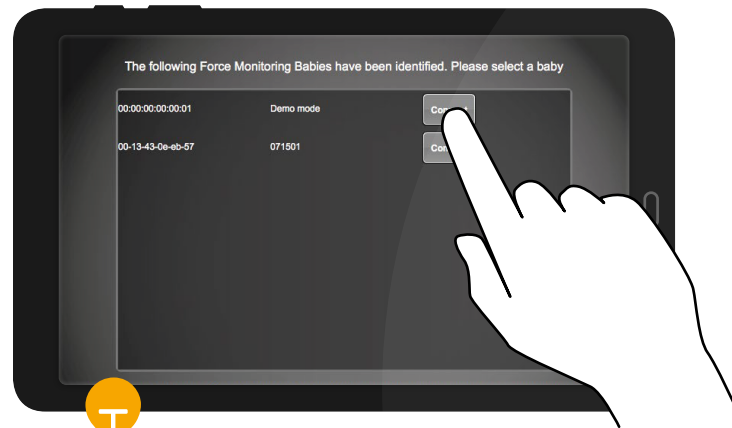 The following Force Monitoring Babies have been identified. Please select a baby
00:00:00:00:00:01 Demo mode
00-13-43-0e-eb-57 071501